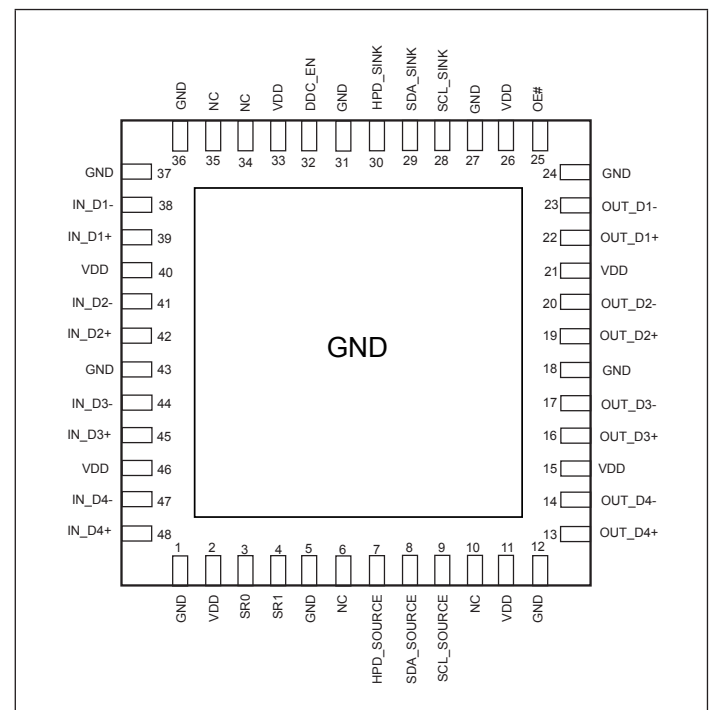 GND
NC
NC
VDD
DDC_EN
GND
HPD_SINK
SDA_SINK
SCL_SINK
GND
VDD
OE#
36 35 34 33 32 31 30 29 28 27 26 25
GND 37 24 GND
IN_D1- 38 23 OUT_D1-
IN_D1+ 39 22 OUT_D1+
VDD 40 21 VDD
IN_D2- 41 20 OUT_D2-
IN_D2+ 42 19 OUT_D2+
GND
GND 43 18 GND
IN_D3- 44 17 OUT_D3-
IN_D3+ 45 16 OUT_D3+
VDD 46 15 VDD
IN_D4- 47 14 OUT_D4-
IN_D4+ 48 13 OUT_D4+
1 2 3 4 5 6 7 8 9 10 11 12
GND
VDD
SR0
SR1
GND
NC
HPD_SOURCE
SDA_SOURCE
SCL_SOURCE
NC
VDD
GND